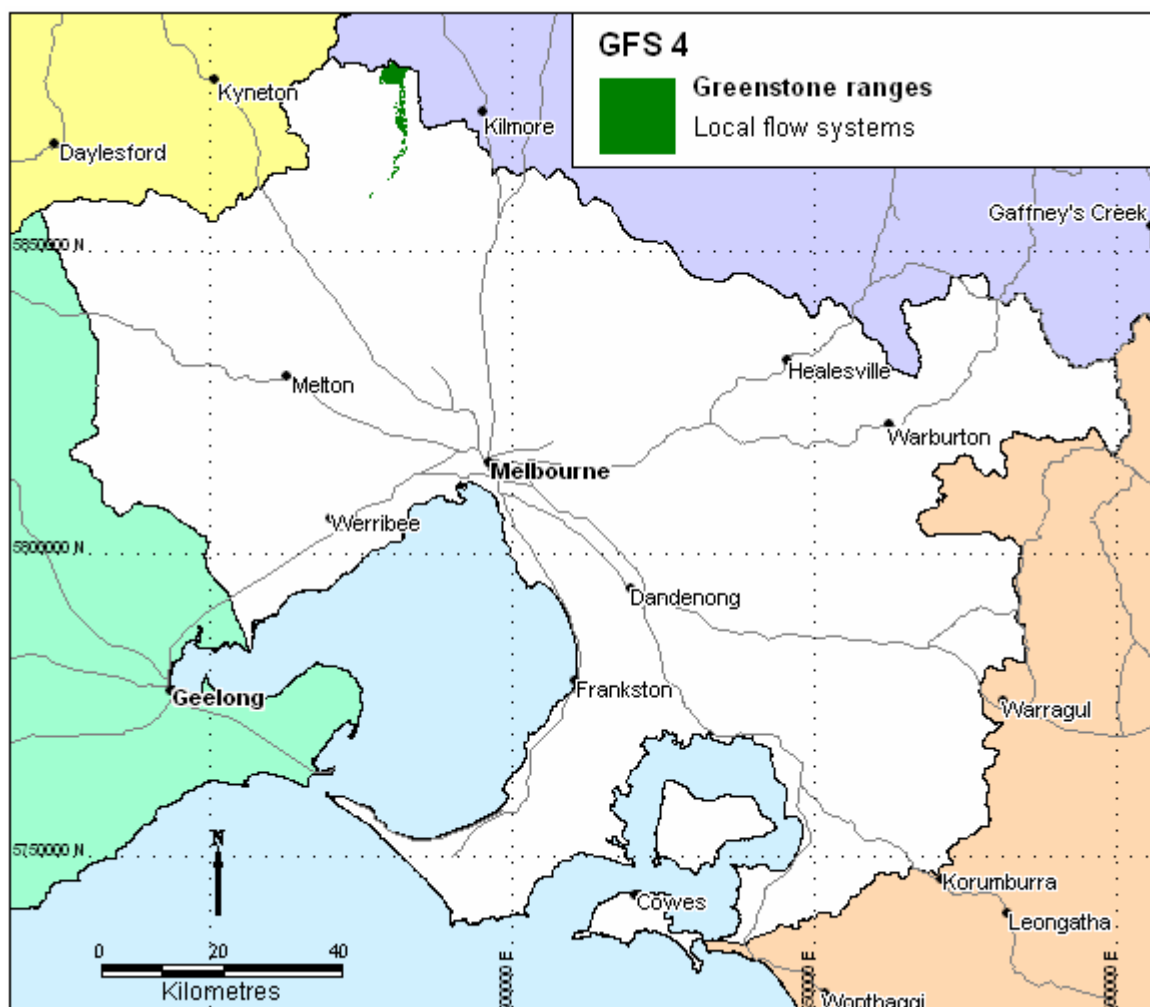 GFS 4
Greenstone ranges
Local flow systems
Kyneton
Kilmore
Daylesford
Gaffney's Creek
5850000 N
Healesville
Melton
Warburton
Melbourne
Werribee
5800000 N
Dandenong
Frankston
Geelong
Warragul
5750000 N
N
Korumburra
Cowes
Leongatha
0 20 40
Kilometres
Wonthaggi